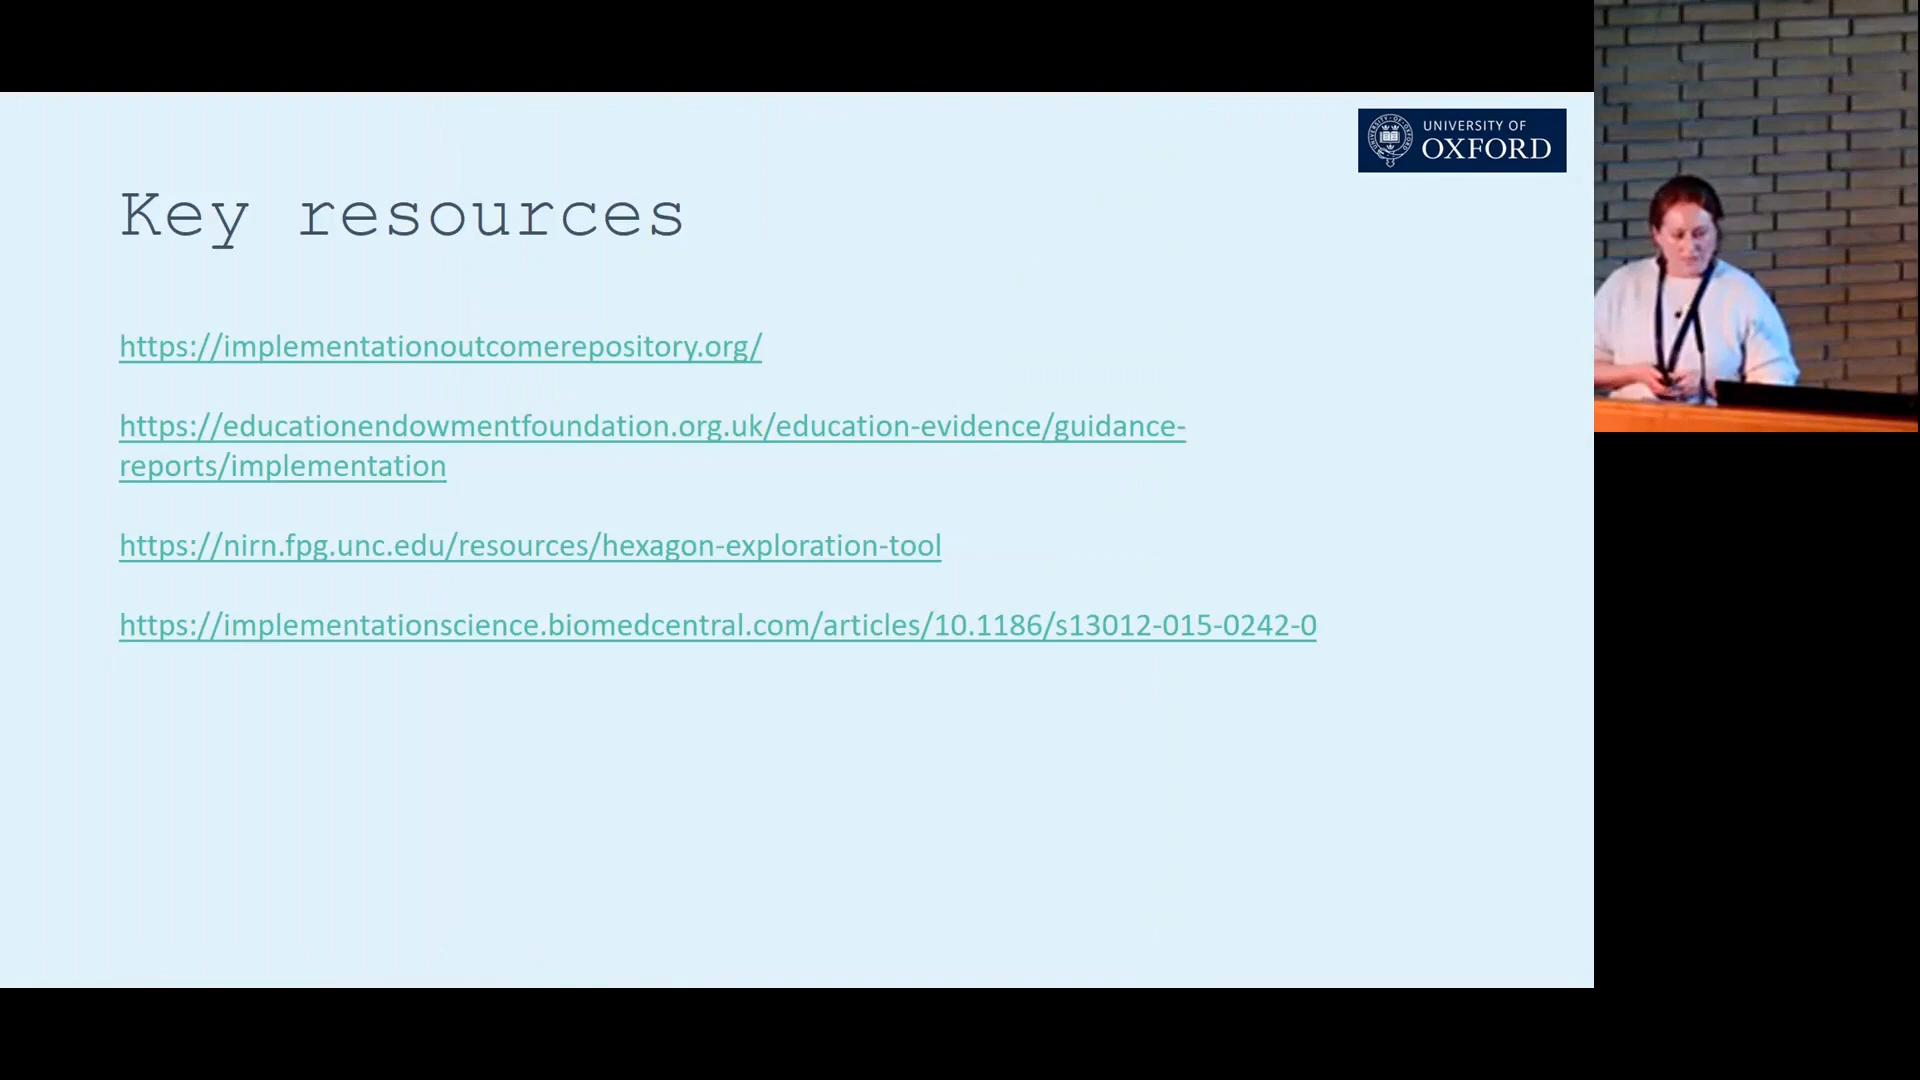 UNIVERSITY OF
OXFORD
Key resources
https://implementationoutcomerepository.org/
https://educationendowmentfoundation.org.uk/education-evidence/guidance-
reports/implementation
https://nirn.fpg.unc.edu/resources/hexagon-exploration-tool
https://implementationscience.biomedcentral.com/articles/10.1186/s13012-015-0242-0